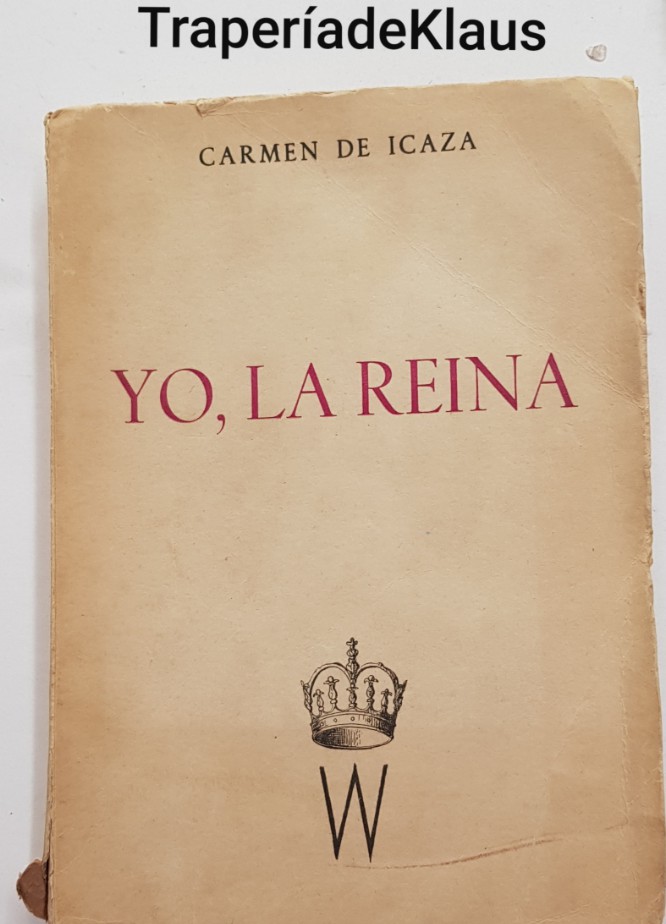 TraperíadeKlaus
CARMEN DE ICAZA
YO, LA REINA
W